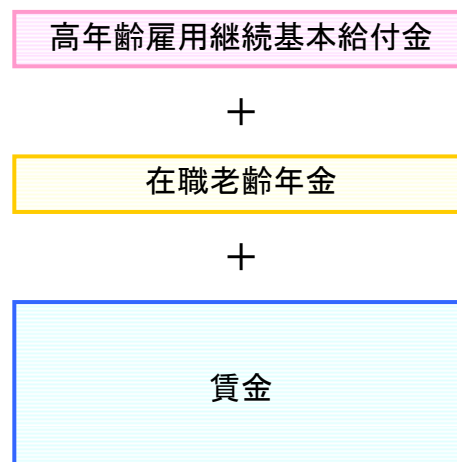 高年齢雇用継続基本給付金
＋
在職老齢年金
＋
賃金